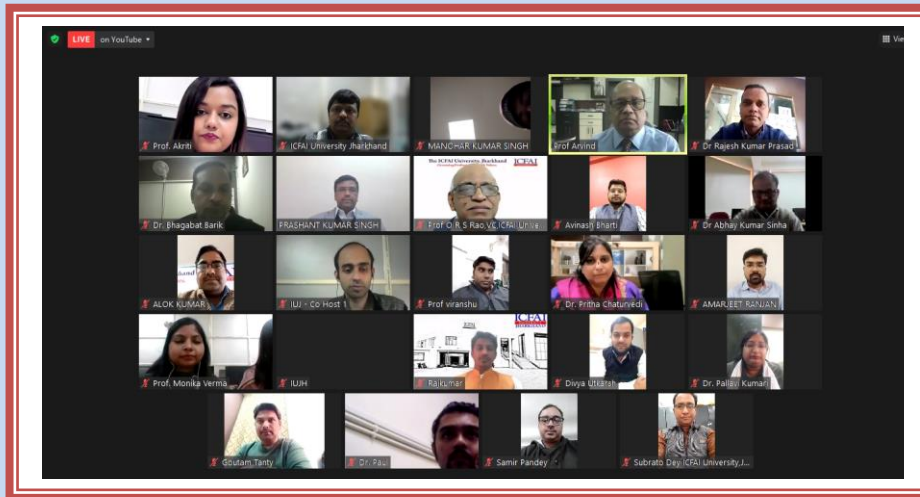 LIVE on YouTube
View
Prof. Akriti
ICFAI University Jharkhand
MANOHAR KUMAR SINGH
Prof Arvind
Dr Rajesh Kumar Prasad
The ICFAI University Jharkhand ICFAI
Dr. Bhagabat Barik
PRASHANT KUMAR SINGH
Prof O R S Rao,VC,ICFAI Unive
Avinash Bharti
Dr Abhay Kumar Sinha
ALOK KUMAR
IUJ - Co Host 1
Prof viranshu
Dr. Pritha Chaturvedi
AMARJEET RANJAN
ICFAI
ICFAI
Prof. Monika Verma
IUJH
Rajkumar
Divya Utkarsh
Dr. Pallavi Kumari
Goutam Tanty
Dr. Paul
Samir Pandey
Subrato Dey ICFAI University,J...